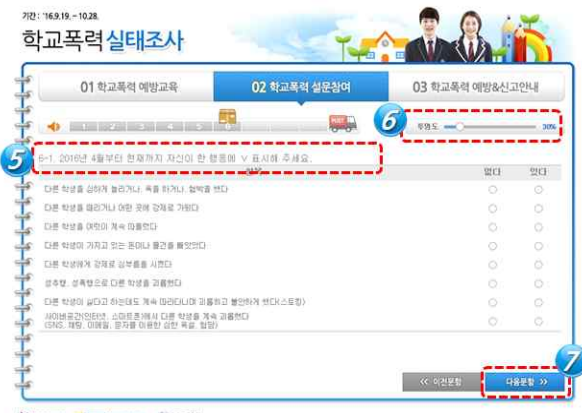 기간 : '16.9.19. ~ 10.28.
학교폭력 실태조사
01 학교폭력 예방교육
02 학교폭력 설문참여
03 학교폭력 예방&신고안내
1 2 3 4 5 6
6
투명도 30%
5
6-1. 2016년 4월부터 현재까지 자신이 한 행동에 ∨ 표시해 주세요.
없다 있다
다른 학생을 심하게 놀리거나, 욕을 하거나, 협박을 했다
다른 학생을 때리거나 어떤 곳에 강제로 가뒀다
다른 학생을 여럿이 계속 따돌렸다
다른 학생이 가지고 있는 돈이나 물건을 빼앗았다
다른 학생에게 강제로 심부름을 시켰다
성추행, 성폭행으로 다른 학생을 괴롭혔다
다른 학생이 싫다고 하는데도 계속 따라다니며 괴롭히고 불안하게 했다(스토킹)
사이버공간(인터넷, 스마트폰)에서 다른 학생을 계속 괴롭혔다
(SNS, 채팅, 이메일, 문자를 이용한 심한 욕설, 협박)
7
<< 이전문항
다음문항 >>